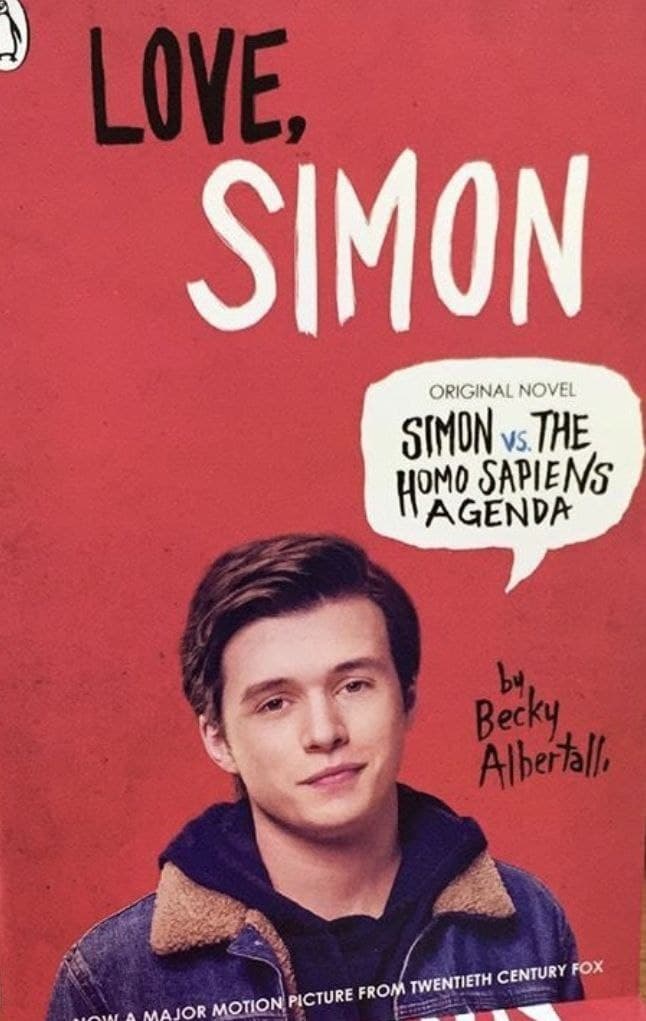 LOVE,
SIMON
ORIGINAL NOVEL
SIMON VS. THE
HOMO SAPIENS
AGENDA
by
Becky
Albertalli
NOW A MAJOR MOTION PICTURE FROM TWENTIETH CENTURY FOX